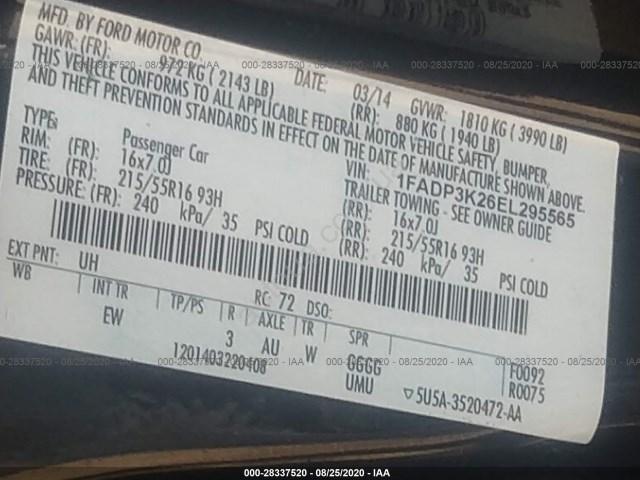 MFD. BY FORD MOTOR CO.
DATE: 03/14 GVWR: 1810 KG ( 3990 LB)
GAWR: (FR): 972 KG ( 2143 LB) (RR): 880 KG ( 1940 LB)
THIS VEHICLE CONFORMS TO ALL APPLICABLE FEDERAL MOTOR VEHICLE SAFETY, BUMPER,
AND THEFT PREVENTION STANDARDS IN EFFECT ON THE DATE OF MANUFACTURE SHOWN ABOVE.
VIN: 1FADP3K26EL295565
TYPE: Passenger Car TRAILER TOWING - SEE OWNER GUIDE
RIM: (FR): 16x7.0J (RR): 16x7.0J
TIRE: (FR): 215/55R16 93H (RR): 215/55R16 93H
PRESSURE: (FR): 240 kPa/ 35 PSI COLD (RR): 240 kPa/ 35 PSI COLD
EXT PNT: UH RC: 72 DSO:
WB INT TR TP/PS R AXLE TR SPR
EW 3 AU W GGGG F0092
1201403220408 UMU R0075
▽5U5A-3520472-AA
000-28337520 - 08/25/2020 - IAA